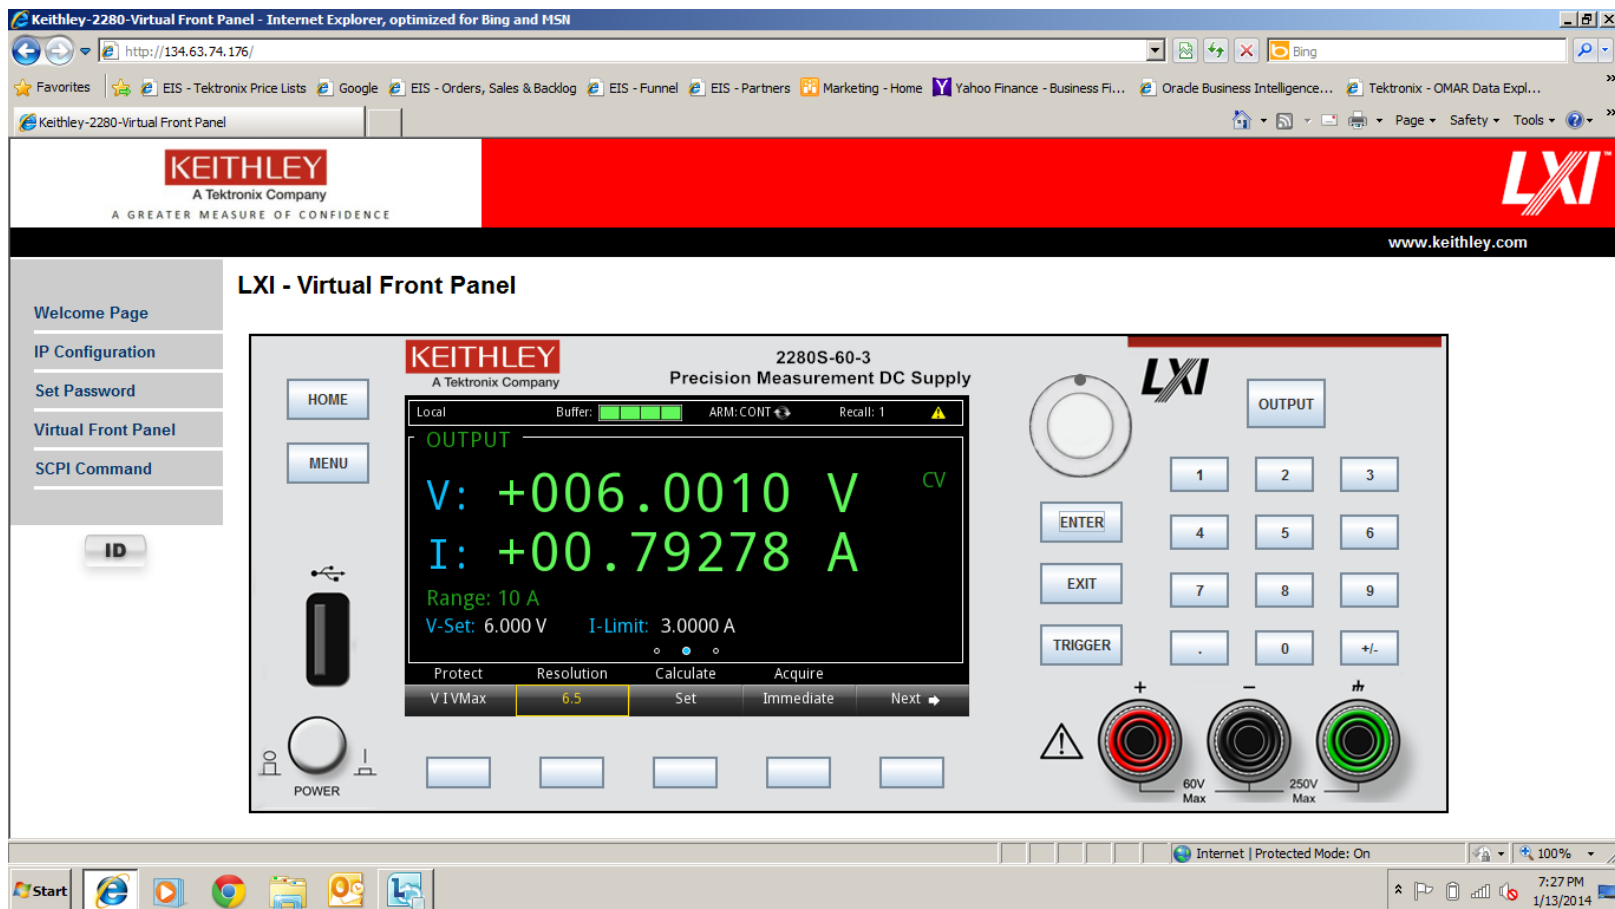 Keithley-2280-Virtual Front Panel - Internet Explorer, optimized for Bing and MSN
http://134.63.74.176/
Bing
Favorites
EIS - Tektronix Price Lists
Google
EIS - Orders, Sales & Backlog
EIS - Funnel
EIS - Partners
Marketing - Home
Yahoo Finance - Business Fi...
Oracle Business Intelligence...
Tektronix - OMAR Data Expl...
Keithley-2280-Virtual Front Panel
Page
Safety
Tools
KEITHLEY
A Tektronix Company
A GREATER MEASURE OF CONFIDENCE
LXI™
www.keithley.com
Welcome Page
IP Configuration
Set Password
Virtual Front Panel
SCPI Command
ID
LXI - Virtual Front Panel
KEITHLEY
A Tektronix Company
2280S-60-3
Precision Measurement DC Supply
LXI
HOME
MENU
POWER
Local Buffer: ARM:CONT Recall: 1
OUTPUT
V: +006.0010 V CV
I: +00.79278 A
Range: 10 A
V-Set: 6.000 V I-Limit: 3.0000 A
Protect Resolution Calculate Acquire
V I VMax 6.5 Set Immediate Next
OUTPUT
1 2 3
4 5 6
7 8 9
. 0 +/-
ENTER
EXIT
TRIGGER
+ −
60V
Max
250V
Max
Internet | Protected Mode: On
100%
Start
7:27 PM
1/13/2014